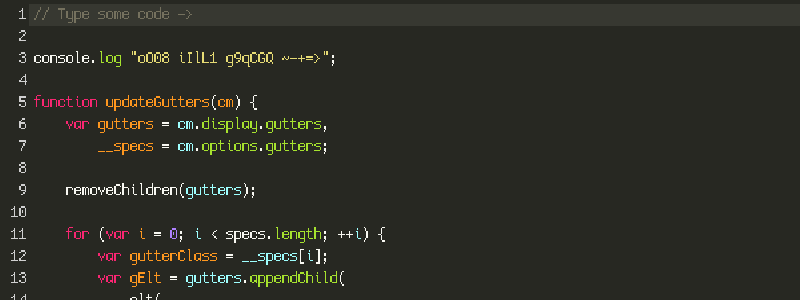 1 // Type some code ->
2
3 console.log "oO08 iIlL1 g9qCGQ ~-+=>";
4
5 function updateGutters(cm) {
6     var gutters = cm.display.gutters,
7         __specs = cm.options.gutters;
8
9     removeChildren(gutters);
10
11     for (var i = 0; i < specs.length; ++i) {
12         var gutterClass = __specs[i];
13         var gElt = gutters.appendChild(
14             elt(